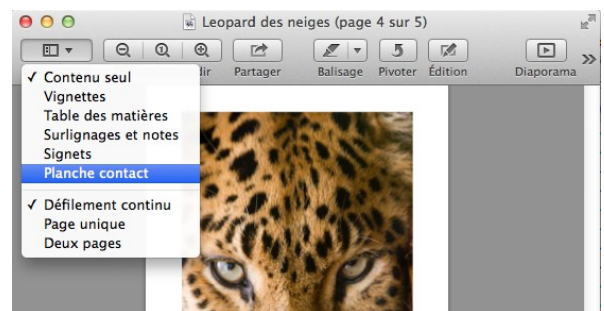 Leopard des neiges (page 4 sur 5)
Partager
Balisage
Pivoter
Édition
Diaporama
✓ Contenu seul
Vignettes
Table des matières
Surlignages et notes
Signets
Planche contact
✓ Défilement continu
Page unique
Deux pages